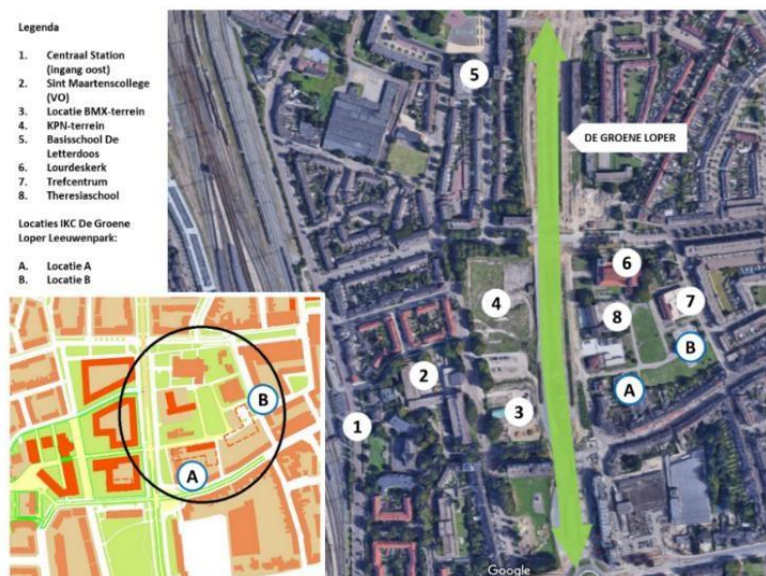 Legenda
1. Centraal Station
(ingang oost)
2. Sint Maartenscollege
(VO)
3. Locatie BMX-terrein
4. KPN-terrein
5. Basisschool De
Letterdoos
6. Lourdeskerk
7. Trefcentrum
8. Theresiaschool
Locaties IKC De Groene
Loper Leeuwenpark:
A. Locatie A
B. Locatie B
5
DE GROENE LOPER
6
4
7
8
B
2
A
3
1
B
A
Google